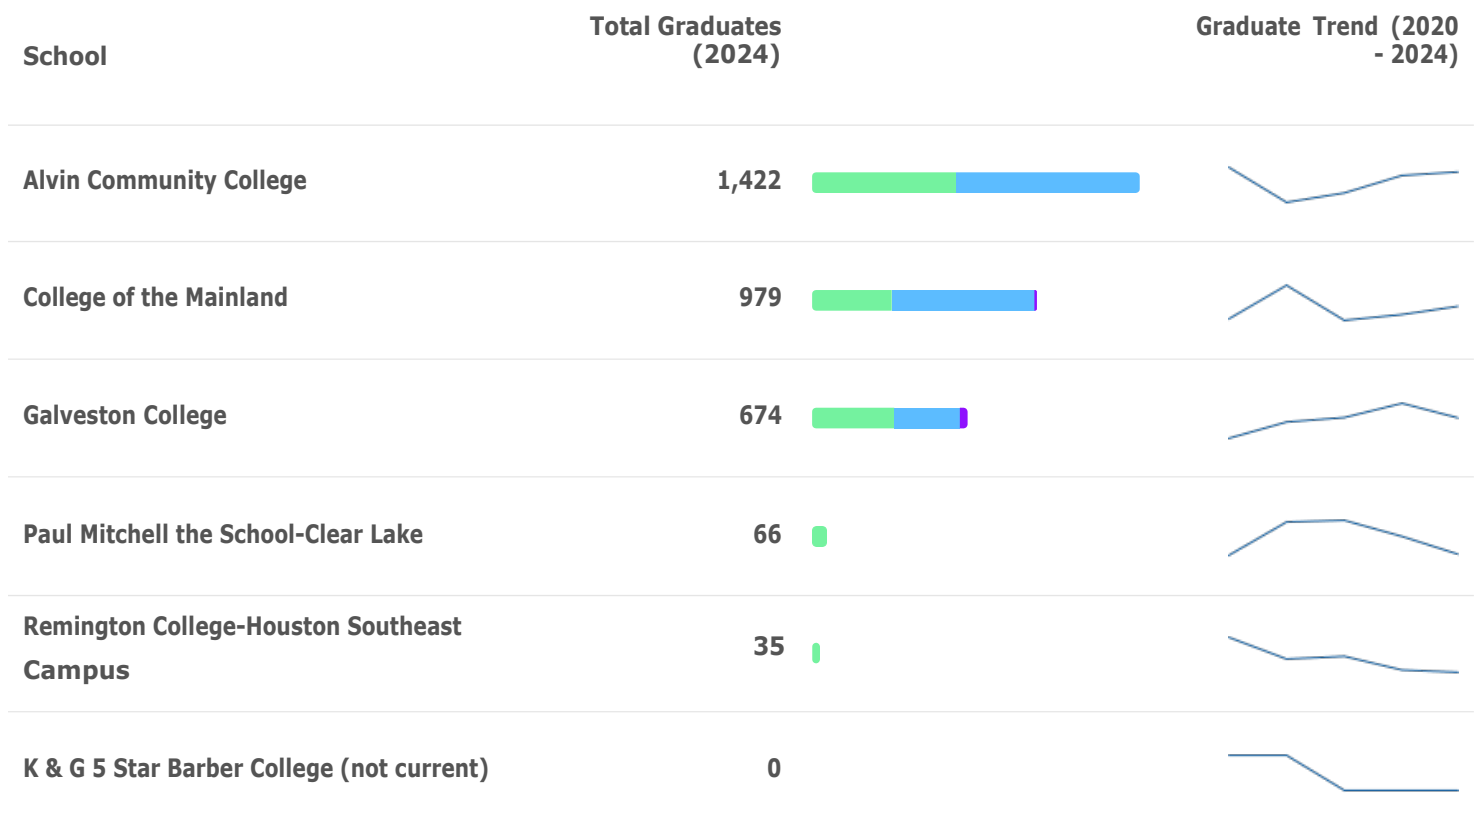 School
Total Graduates
(2024)
Graduate Trend (2020
- 2024)
Alvin Community College
1,422
College of the Mainland
979
Galveston College
674
Paul Mitchell the School-Clear Lake
66
Remington College-Houston Southeast
Campus
35
K & G 5 Star Barber College (not current)
0